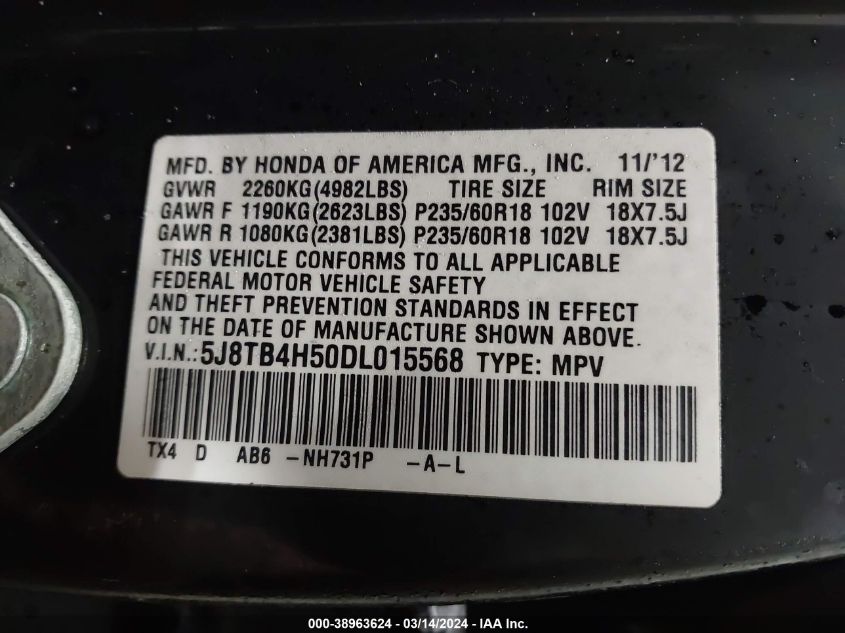 MFD. BY HONDA OF AMERICA MFG., INC. 11/'12
GVWR 2260KG(4982LBS) TIRE SIZE RIM SIZE
GAWR F 1190KG(2623LBS) P235/60R18 102V 18X7.5J
GAWR R 1080KG(2381LBS) P235/60R18 102V 18X7.5J
THIS VEHICLE CONFORMS TO ALL APPLICABLE
FEDERAL MOTOR VEHICLE SAFETY
AND THEFT PREVENTION STANDARDS IN EFFECT
ON THE DATE OF MANUFACTURE SHOWN ABOVE.
V.I.N.:5J8TB4H50DL015568 TYPE: MPV
TX4 D AB6 -NH731P -A-L
000-38963624 - 03/14/2024 - IAA Inc.